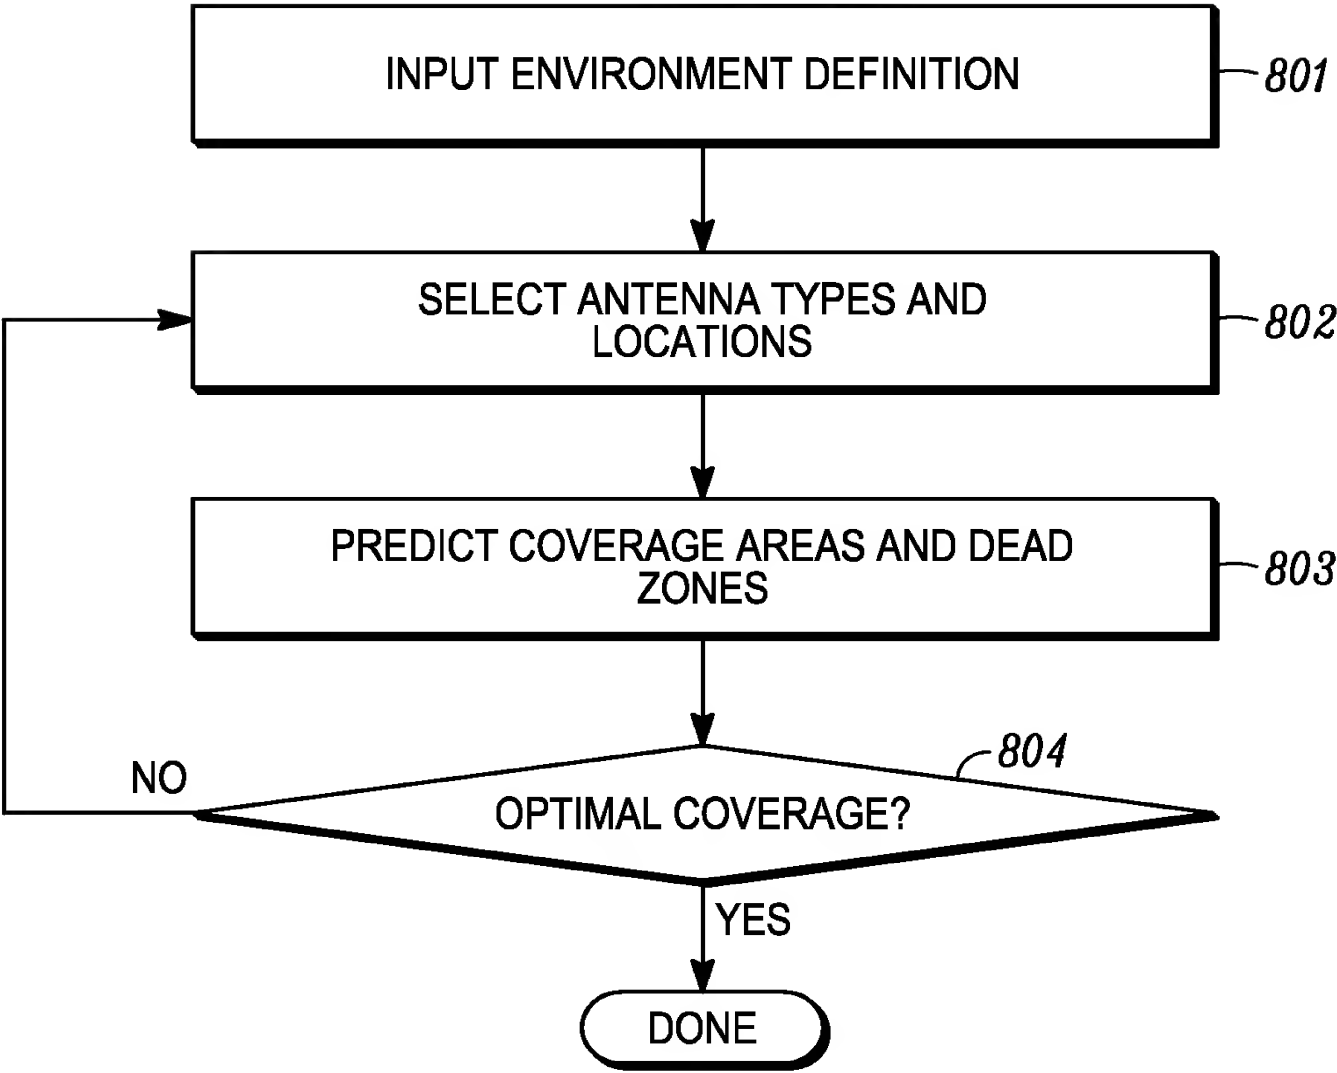 INPUT ENVIRONMENT DEFINITION
801
SELECT ANTENNA TYPES AND
LOCATIONS
802
PREDICT COVERAGE AREAS AND DEAD
ZONES
803
804
NO
OPTIMAL COVERAGE?
YES
DONE